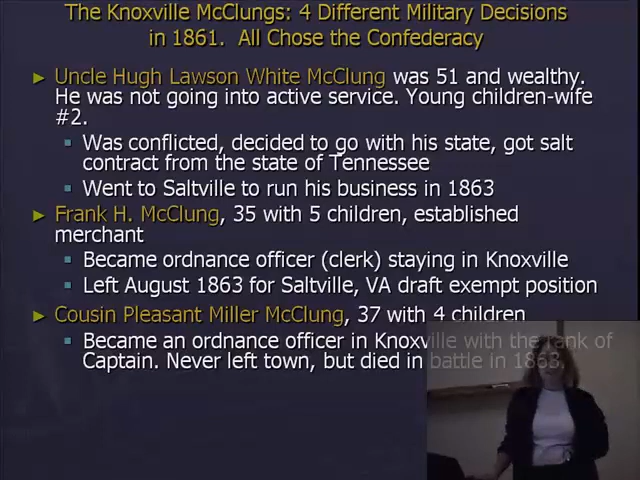 The Knoxville McClungs: 4 Different Military Decisions
in 1861. All Chose the Confederacy
Uncle Hugh Lawson White McClung was 51 and wealthy.
He was not going into active service. Young children-wife
#2.
Was conflicted, decided to go with his state, got salt
contract from the state of Tennessee
Went to Saltville to run his business in 1863
Frank H. McClung, 35 with 5 children, established
merchant
Became ordnance officer (clerk) staying in Knoxville
Left August 1863 for Saltville, VA draft exempt position
Cousin Pleasant Miller McClung, 37 with 4 children
Became an ordnance officer in Knoxville with the rank of
Captain. Never left town, but died in battle in 1863.